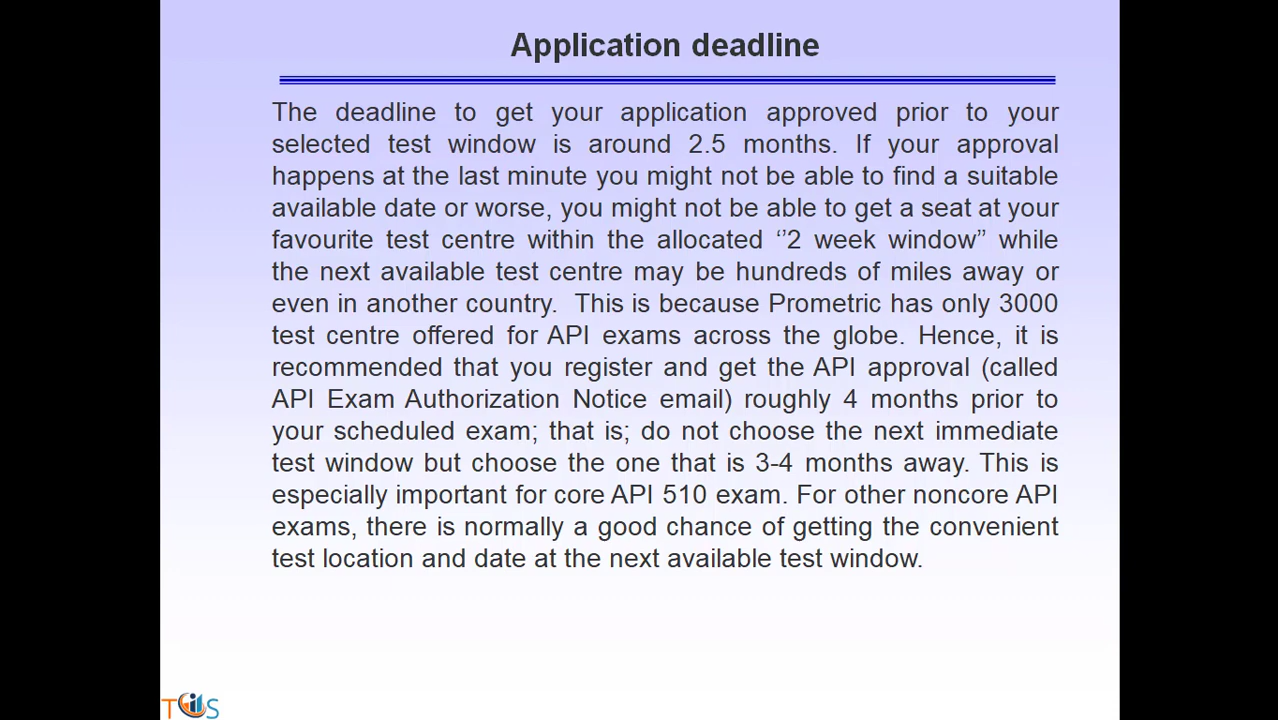 Application deadline
The deadline to get your application approved prior to your
selected test window is around 2.5 months. If your approval
happens at the last minute you might not be able to find a suitable
available date or worse, you might not be able to get a seat at your
favourite test centre within the allocated ‘’2 week window” while
the next available test centre may be hundreds of miles away or
even in another country.  This is because Prometric has only 3000
test centre offered for API exams across the globe. Hence, it is
recommended that you register and get the API approval (called
API Exam Authorization Notice email) roughly 4 months prior to
your scheduled exam; that is; do not choose the next immediate
test window but choose the one that is 3-4 months away. This is
especially important for core API 510 exam. For other noncore API
exams, there is normally a good chance of getting the convenient
test location and date at the next available test window.